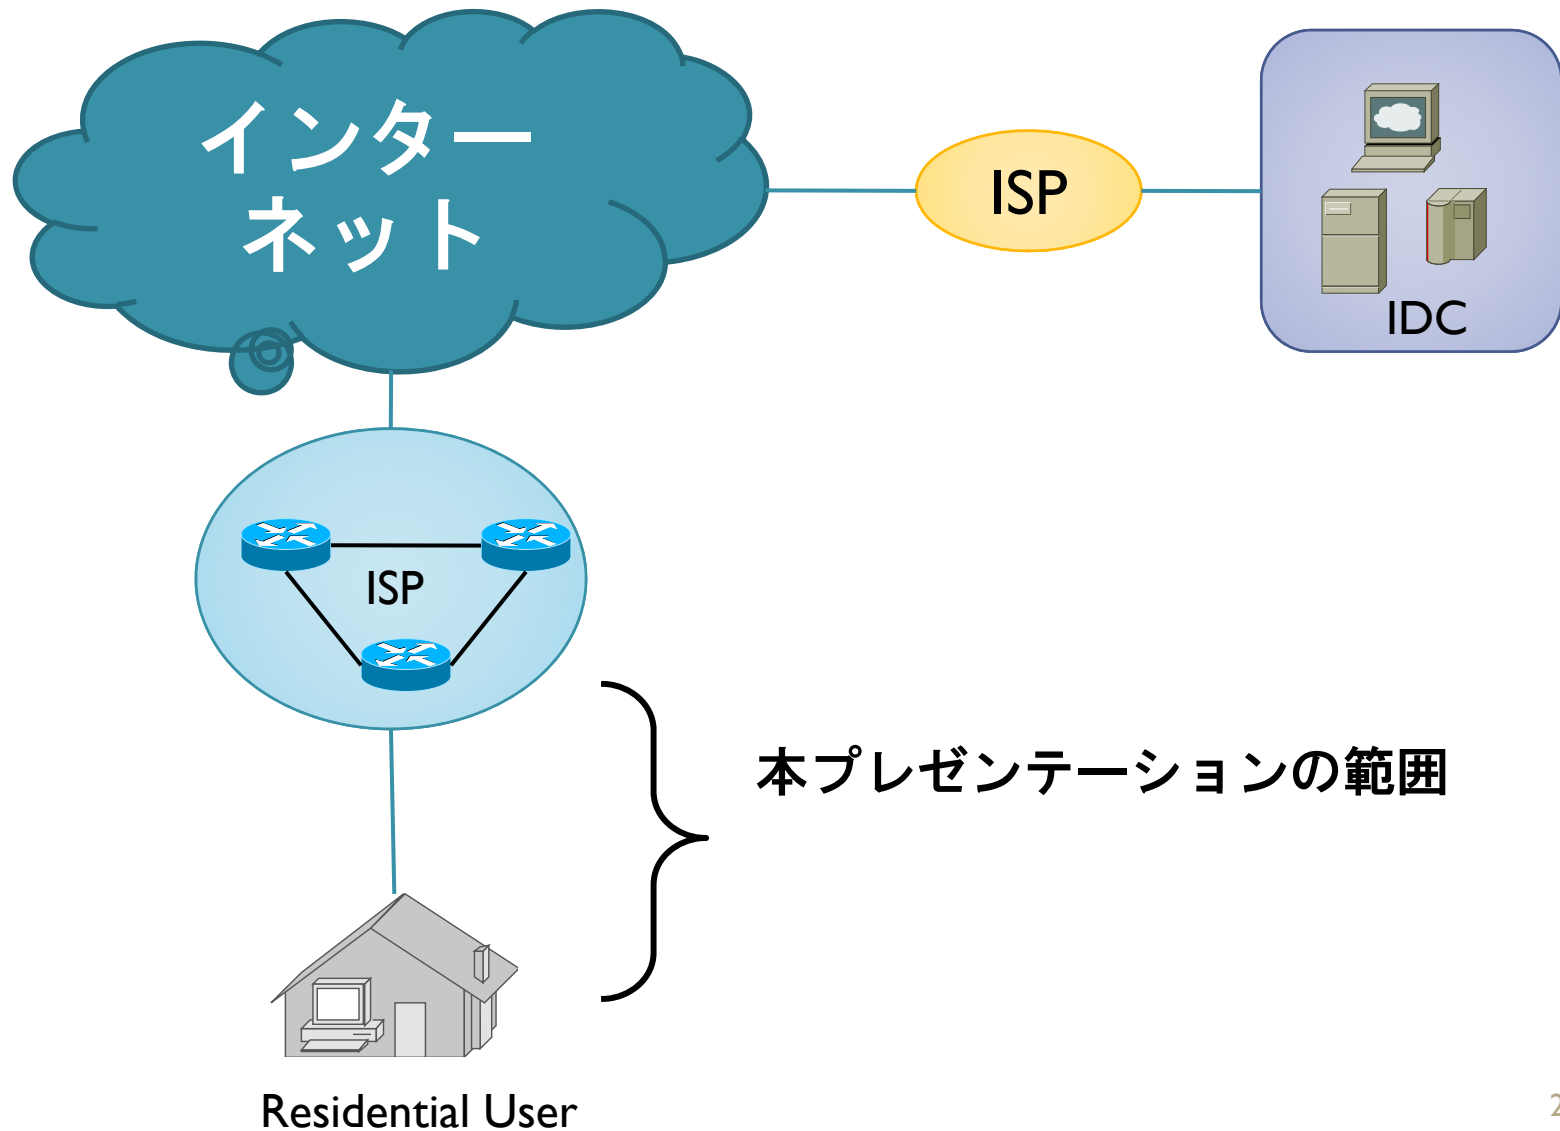 インター
ネット
ISP
IDC
ISP
本プレゼンテーションの範囲
Residential User
2